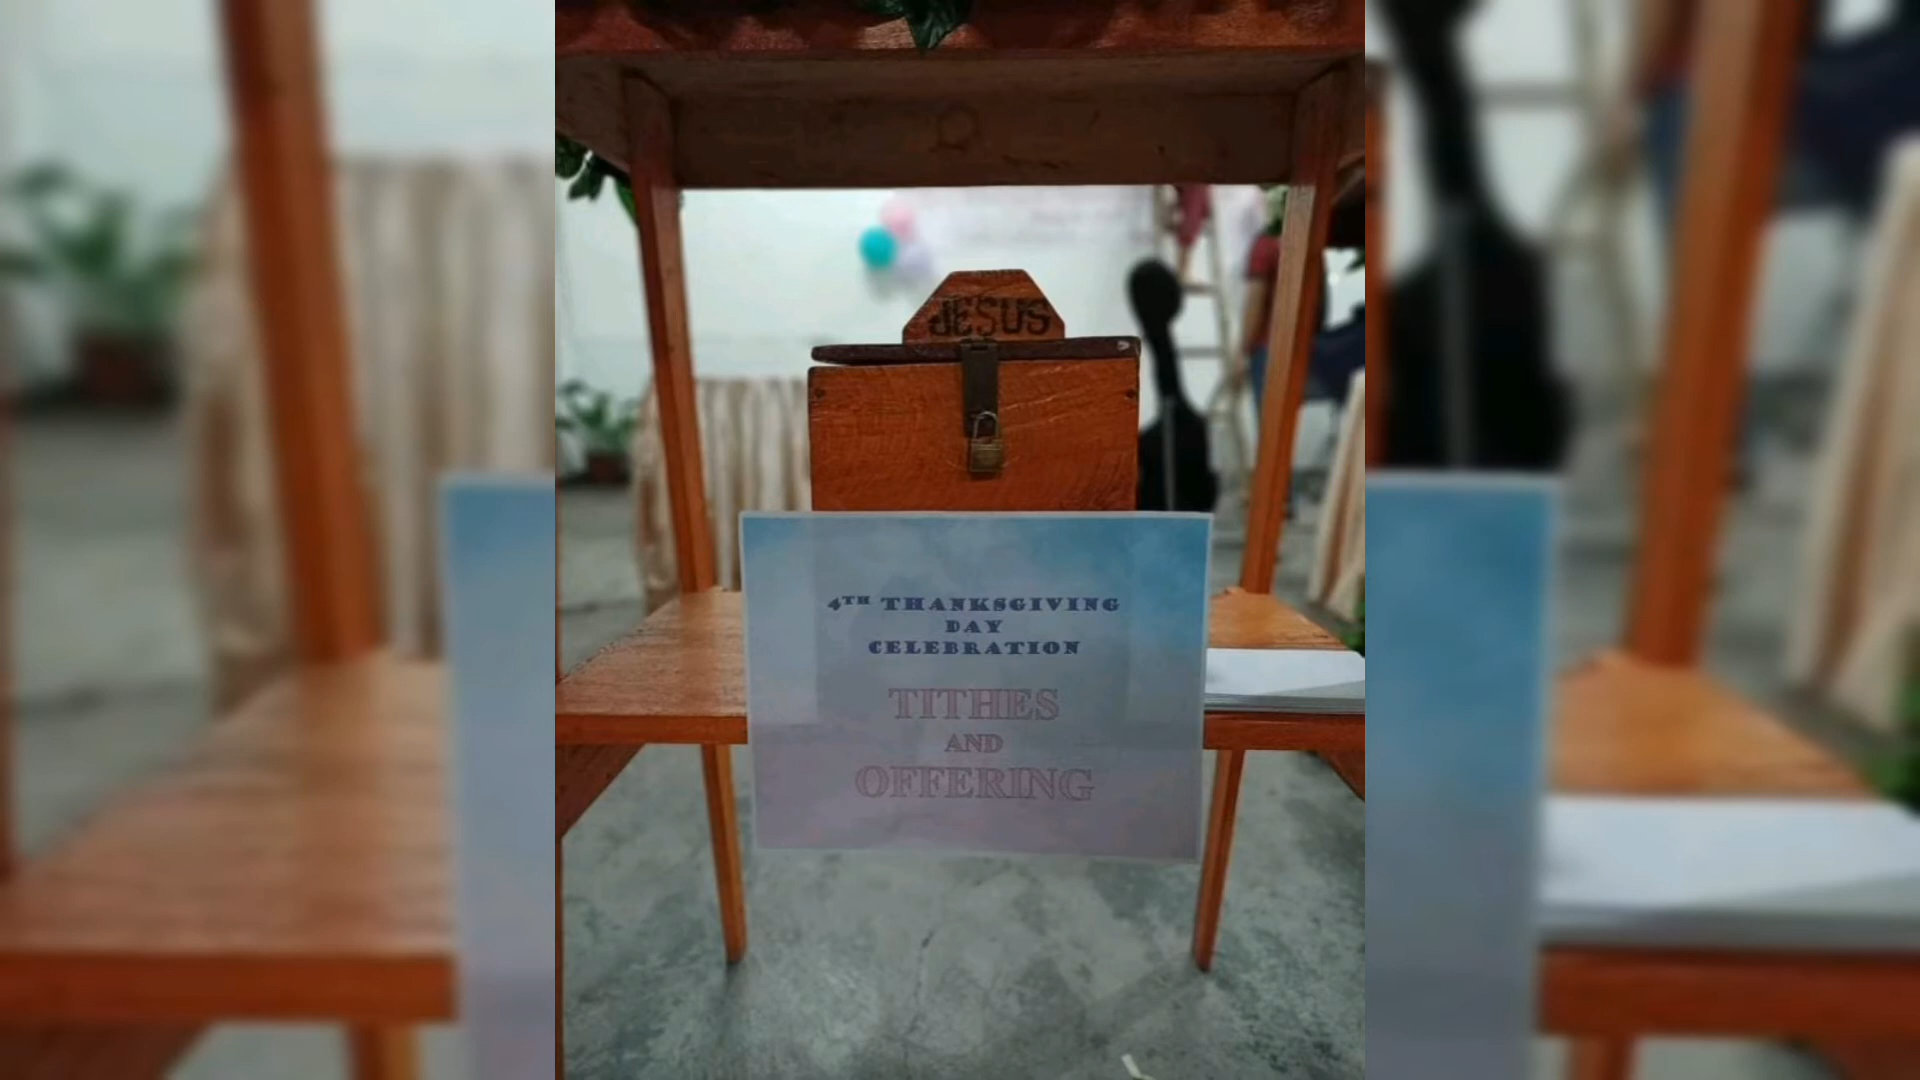 JESUS
4TH THANKSGIVING
DAY
CELEBRATION
TITHES
AND
OFFERING